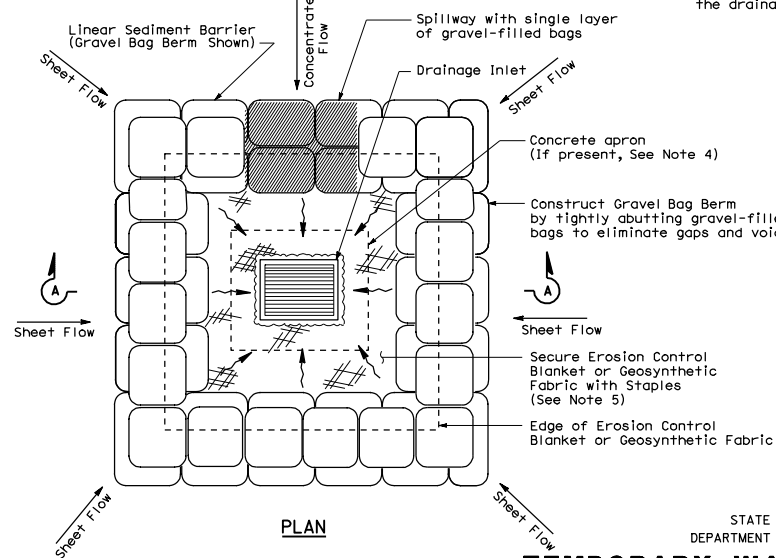 the draina
Linear Sediment Barrier
(Gravel Bag Berm Shown)
Concentrate
Flow
Spillway with single layer
of gravel-filled bags
Drainage Inlet
Sheet Flow
Sheet Flow
Concrete apron
(If present, See Note 4)
Construct Gravel Bag Berm
by tightly abutting gravel-fille
bags to eliminate gaps and voi
A
A
Sheet Flow
Sheet Flow
Secure Erosion Control
Blanket or Geosynthetic
Fabric with Staples
(See Note 5)
Edge of Erosion Control
Blanket or Geosynthetic Fabric
Sheet Flow
Sheet Flow
PLAN
STATE
DEPARTMENT